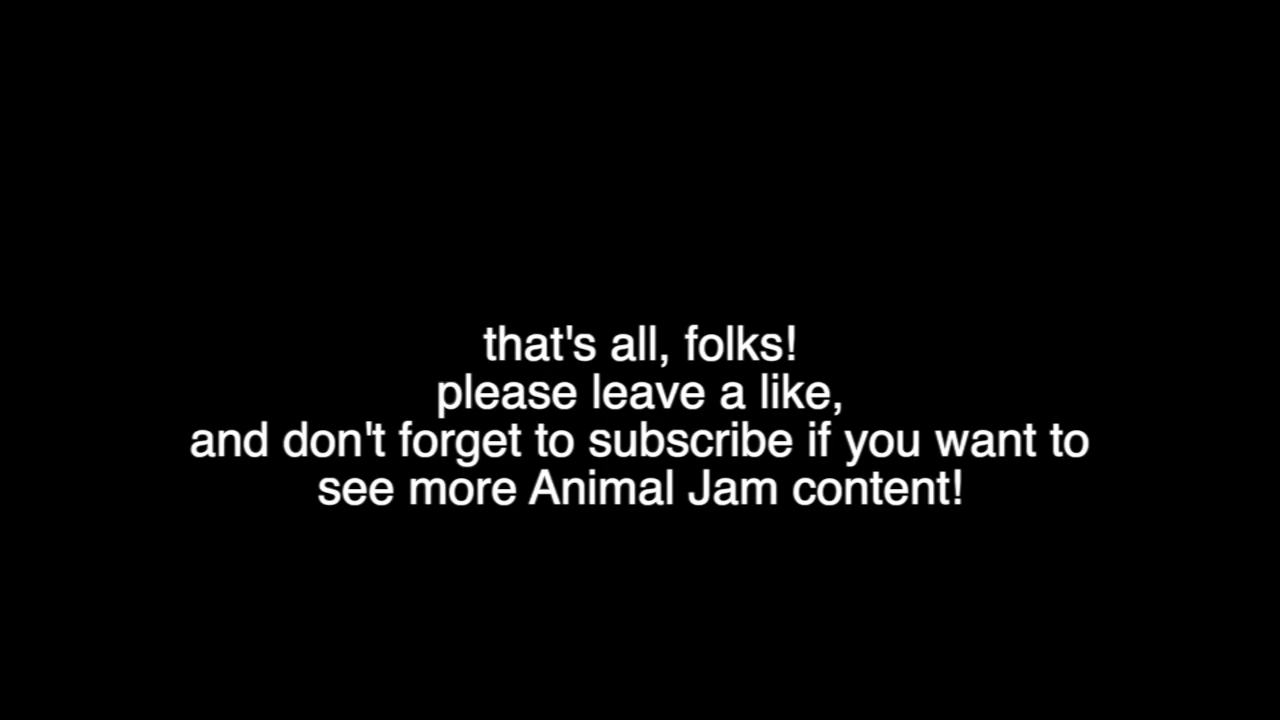 that's all, folks!
please leave a like,
and don't forget to subscribe if you want to
see more Animal Jam content!